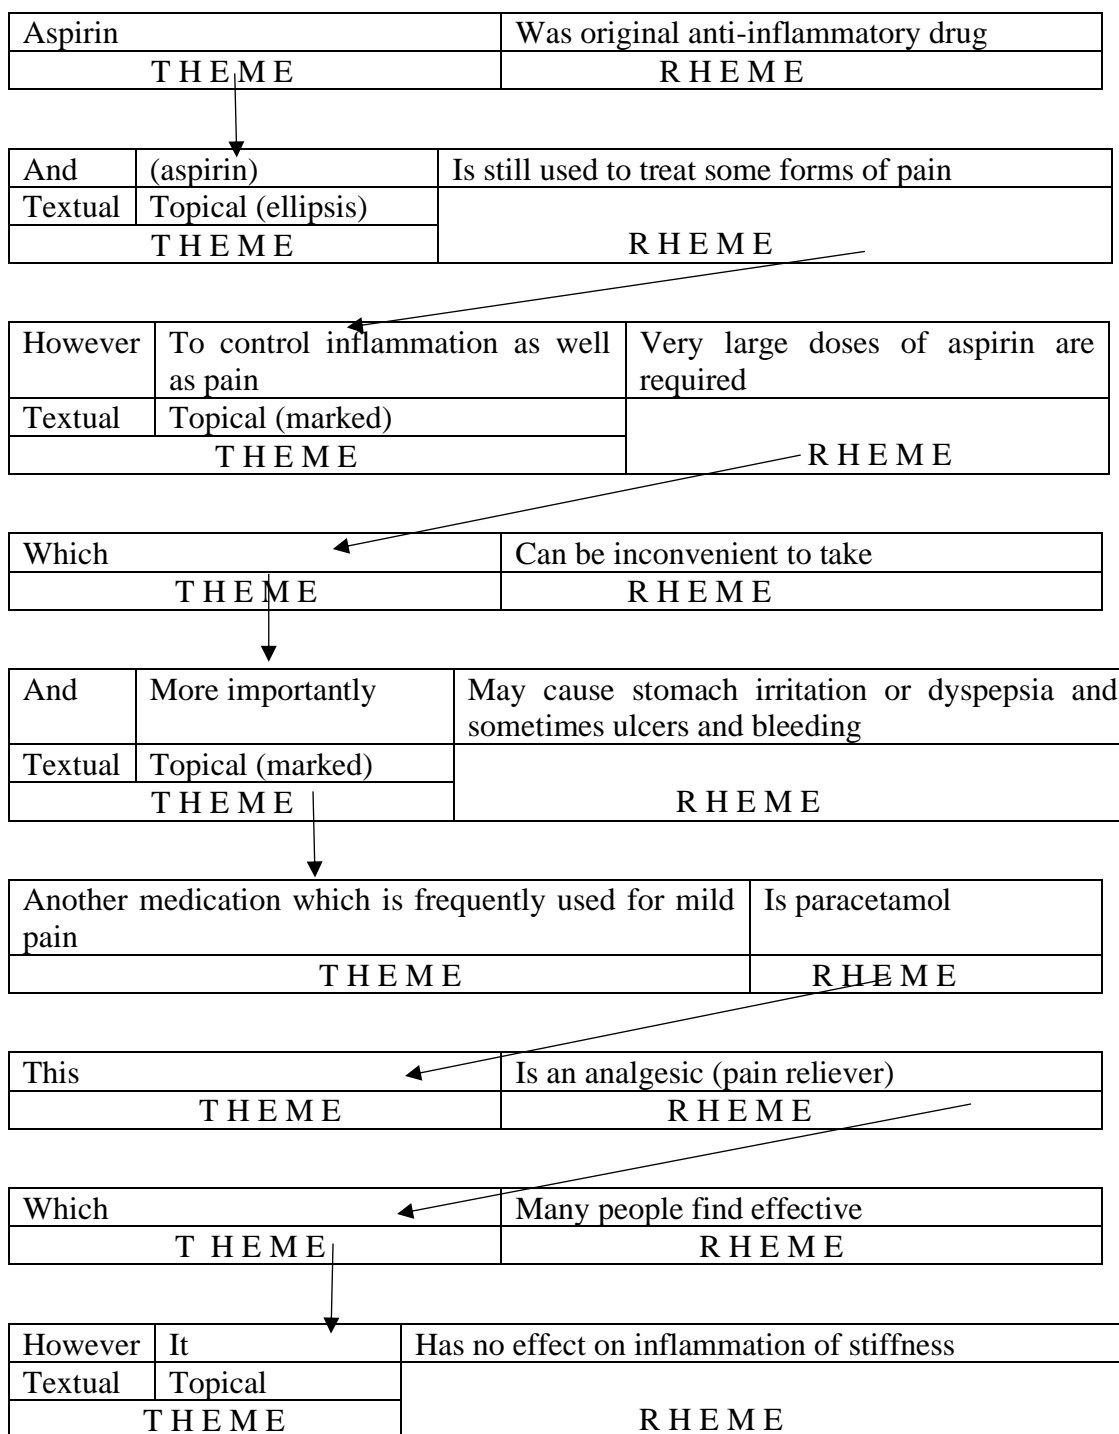 Aspirin Was original anti-inflammatory drug
T H E M E R H E M E
And (aspirin) Is still used to treat some forms of pain
Textual Topical (ellipsis)
T H E M E R H E M E
However To control inflammation as well Very large doses of aspirin are
as pain required
Textual Topical (marked)
T H E M E R H E M E
Which Can be inconvenient to take
T H E M E R H E M E
And More importantly May cause stomach irritation or dyspepsia and
sometimes ulcers and bleeding
Textual Topical (marked)
T H E M E R H E M E
Another medication which is frequently used for mild Is paracetamol
pain
T H E M E R H E M E
This Is an analgesic (pain reliever)
T H E M E R H E M E
Which Many people find effective
T H E M E R H E M E
However It Has no effect on inflammation of stiffness
Textual Topical
T H E M E R H E M E